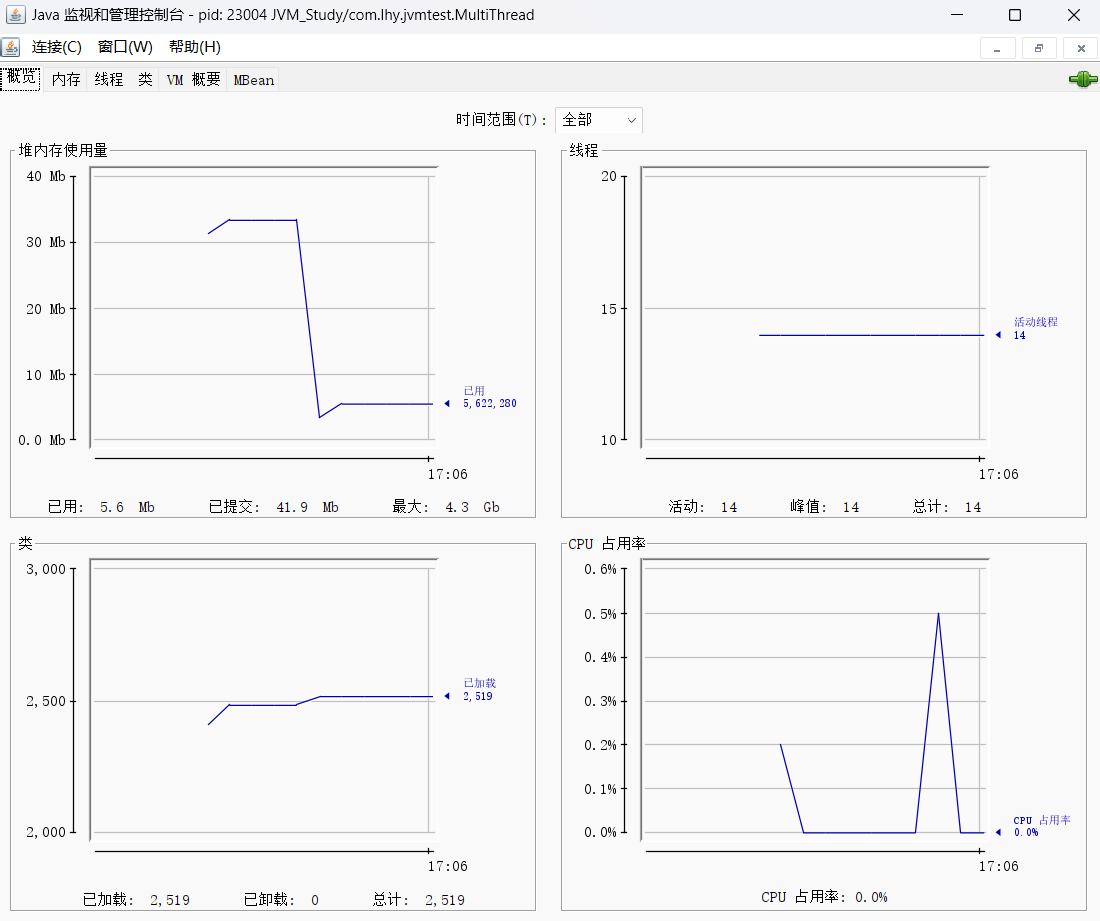 Java 监视和管理控制台 - pid: 23004 JVM_Study/com.lhy.jvmtest.MultiThread
连接(C) 窗口(W) 帮助(H)
概览 内存 线程 类 VM 概要 MBean
时间范围(T): 全部
堆内存使用量
40 Mb
30 Mb
20 Mb
10 Mb
0.0 Mb
已用
5,622,280
17:06
已用: 5.6 Mb 已提交: 41.9 Mb 最大: 4.3 Gb
线程
20
15
10
活动线程
14
17:06
活动: 14 峰值: 14 总计: 14
类
3,000
2,500
2,000
已加载
2,519
17:06
已加载: 2,519 已卸载: 0 总计: 2,519
CPU 占用率
0.6%
0.5%
0.4%
0.3%
0.2%
0.1%
0.0%
CPU 占用率
0.0%
17:06
CPU 占用率: 0.0%